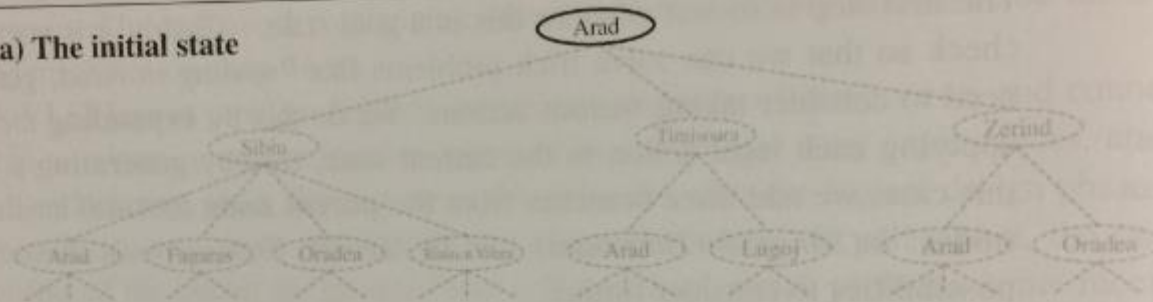 Arad
a) The initial state
Sibiu Timisoara Zerind
Arad Fagaras Oradea Rimnicu Vilcea Arad Lugoj Arad Oradea